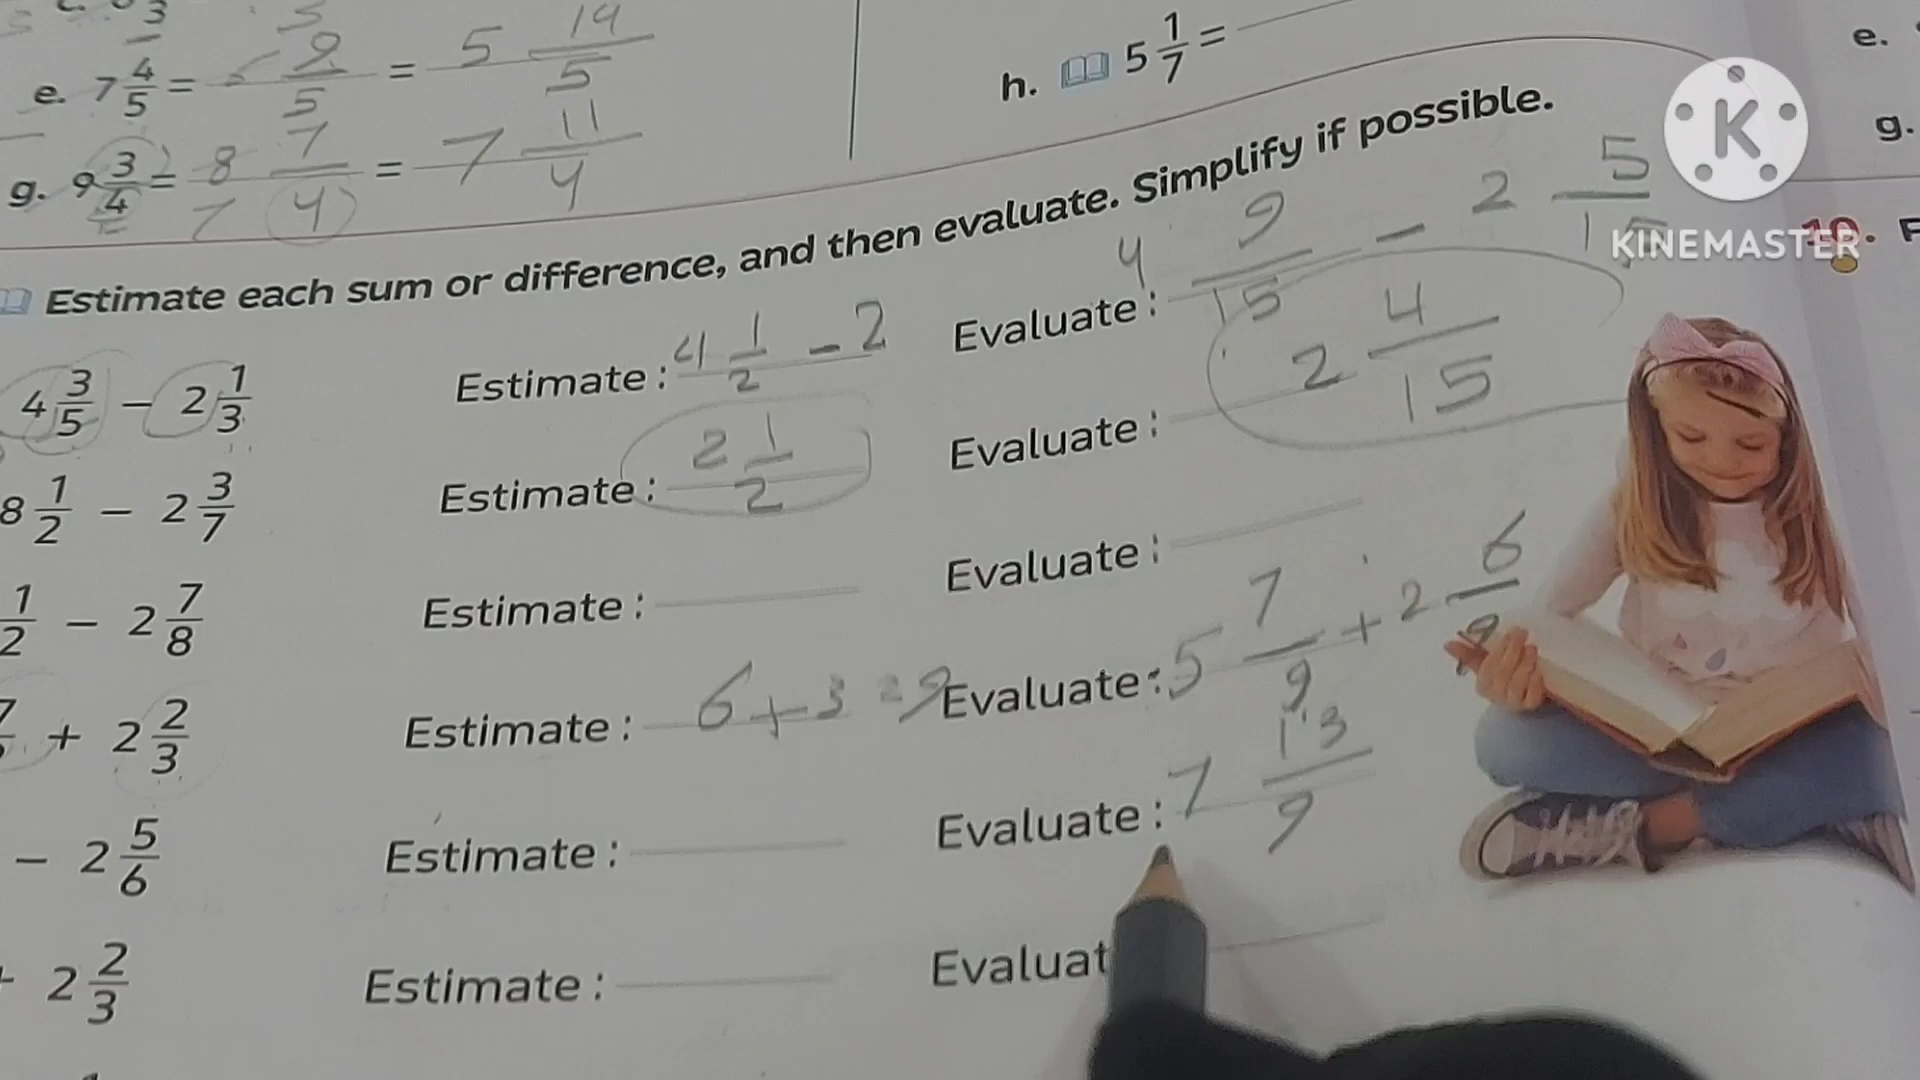 e. 7 4/5 = 9/5 = 5 14/5
h. 5 1/7 =
e.
g. 9 3/4 = 8 7/4 = 7 11/4
g.
7
KINEMASTER
10.
Estimate each sum or difference, and then evaluate. Simplify if possible.
4 3/5 - 2 1/3 Estimate: 4 1/2 - 2 Evaluate: 4 9/15 - 2 5/15
8 1/2 - 2 3/7 Estimate: 2 1/2 Evaluate: 2 4/15
1/2 - 2 7/8 Estimate: Evaluate:
+ 2 2/3 Estimate: 6 + 3 = 9 Evaluate: 5 7/9 + 2 6/9
- 2 5/6 Estimate: Evaluate: 7 13/9
2 2/3 Estimate: Evaluat